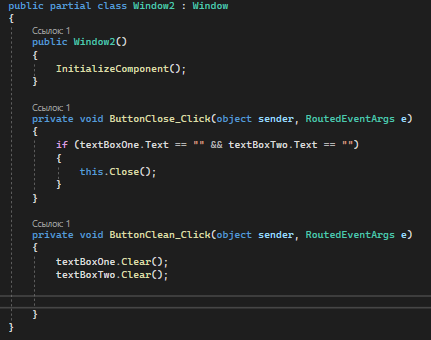 public partial class Window2 : Window
{
Ссылок: 1
public Window2()
{
InitializeComponent();
}
Ссылок: 1
private void ButtonClose_Click(object sender, RoutedEventArgs e)
{
if (textBoxOne.Text == "" && textBoxTwo.Text == "")
{
this.Close();
}
}
Ссылок: 1
private void ButtonClean_Click(object sender, RoutedEventArgs e)
{
textBoxOne.Clear();
textBoxTwo.Clear();
}
}